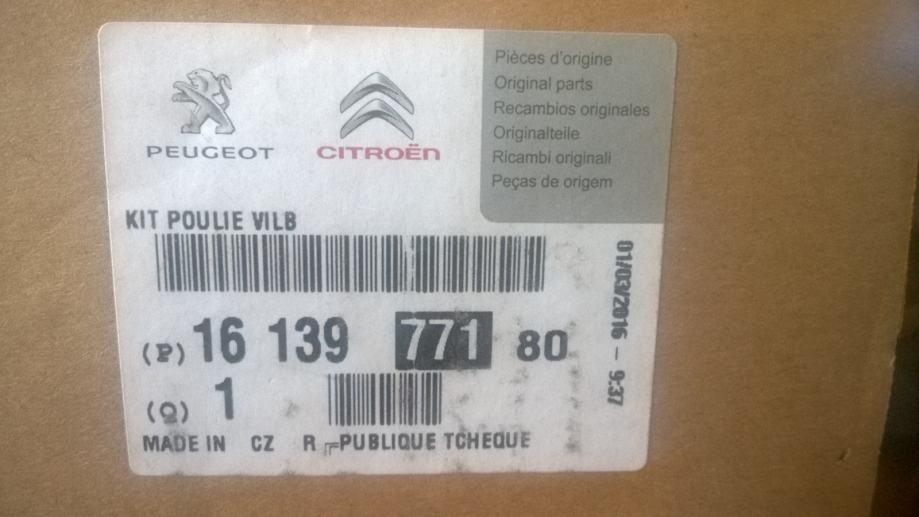 PEUGEOT
CITROËN
Pièces d'origine
Original parts
Recambios originales
Originalteile
Ricambi originali
Peças de origem
KIT POULIE VILB
(P) 16 139 771 80
(Q) 1
MADE IN CZ R PUBLIQUE TCHEQUE
01/03/2016 - 9:37